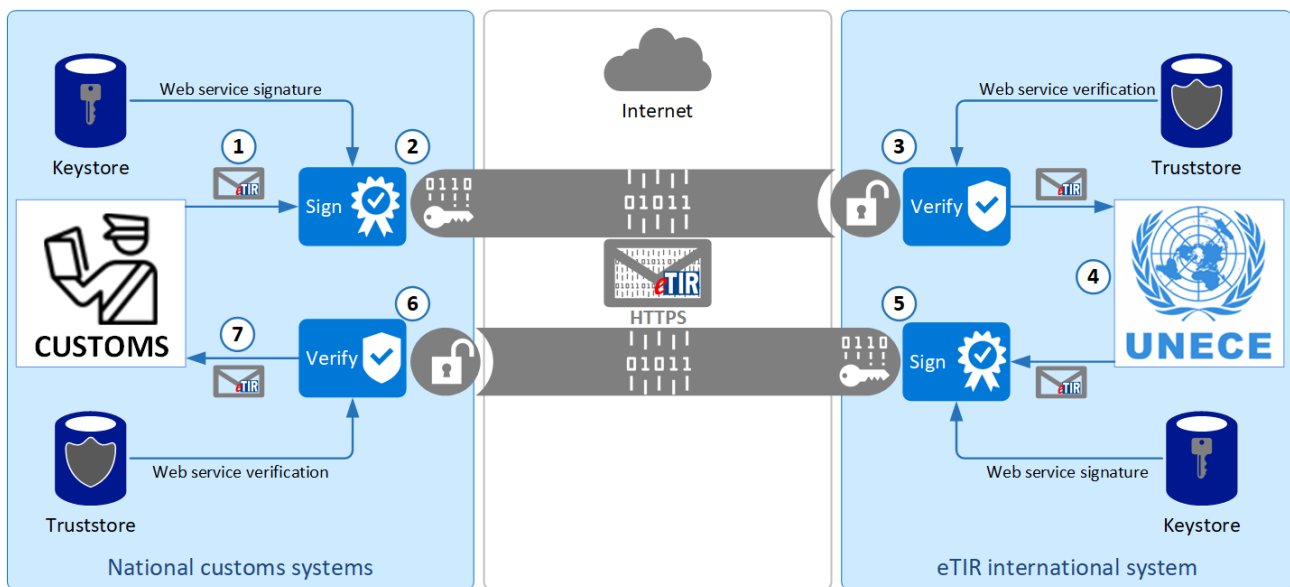 Web service signature
Keystore
1
2
eTIR
Sign
CUSTOMS
0110
Internet
01011
eTIR
HTTPS
01011
Web service verification
Truststore
3
Verify
eTIR
4
UNECE
5
0110
Sign
eTIR
Web service signature
Keystore
6
Verify
7
eTIR
Web service verification
Truststore
National customs systems
eTIR international system